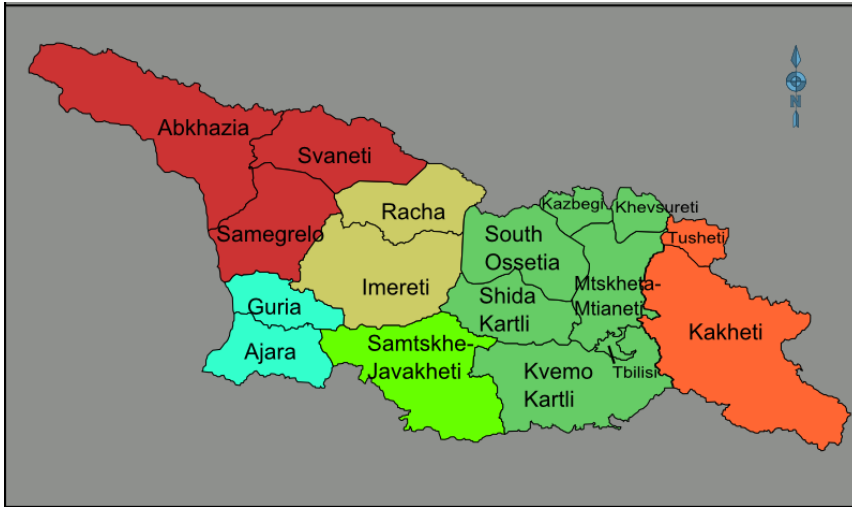 Abkhazia
Svaneti
Samegrelo
Racha
Imereti
Guria
Ajara
Samtskhe-
Javakheti
South
Ossetia
Shida
Kartli
Kazbegi
Khevsureti
Mtskheta-
Mtianeti
Tusheti
Kakheti
Kvemo
Kartli
Tbilisi
N